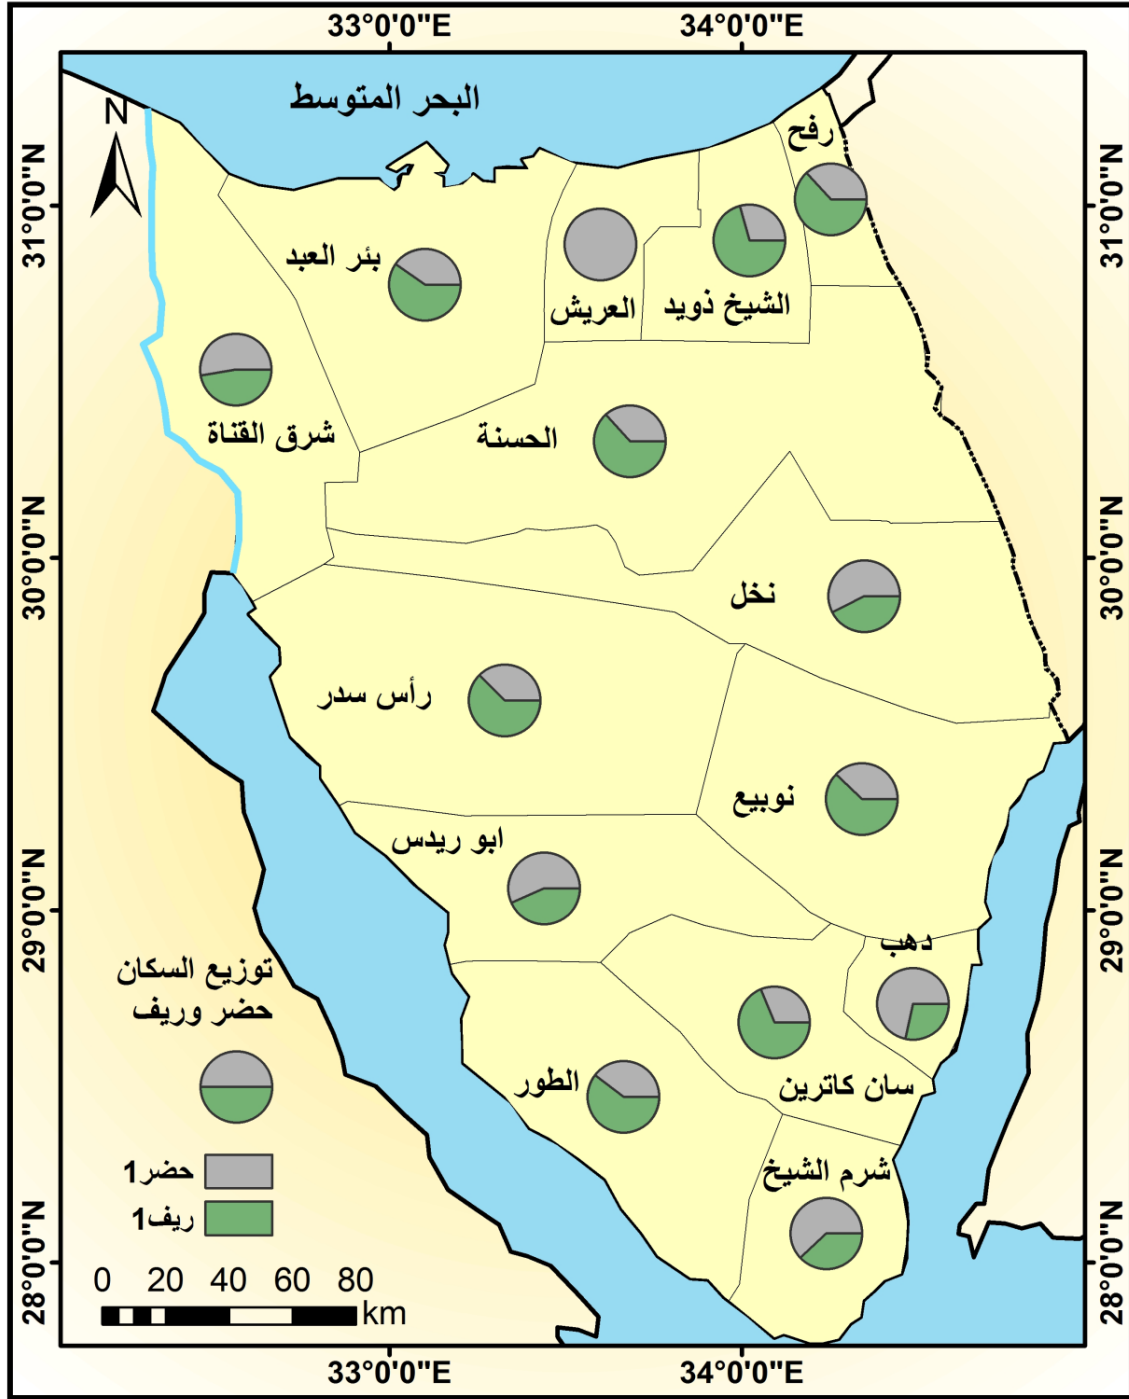 33°0'0"E
34°0'0"E
البحر المتوسط
N
رفح
31°0'0"N
31°0'0"N
بئر العبد
العريش
الشيخ ذويد
شرق القناة
الحسنة
30°0'0"N
30°0'0"N
نخل
رأس سدر
نوبيع
ابو ريدس
29°0'0"N
29°0'0"N
دهب
توزيع السكان
حضر وريف
الطور
سان كاترين
حضر1
شرم الشيخ
ريف1
28°0'0"N
28°0'0"N
0 20 40 60 80
km
33°0'0"E
34°0'0"E